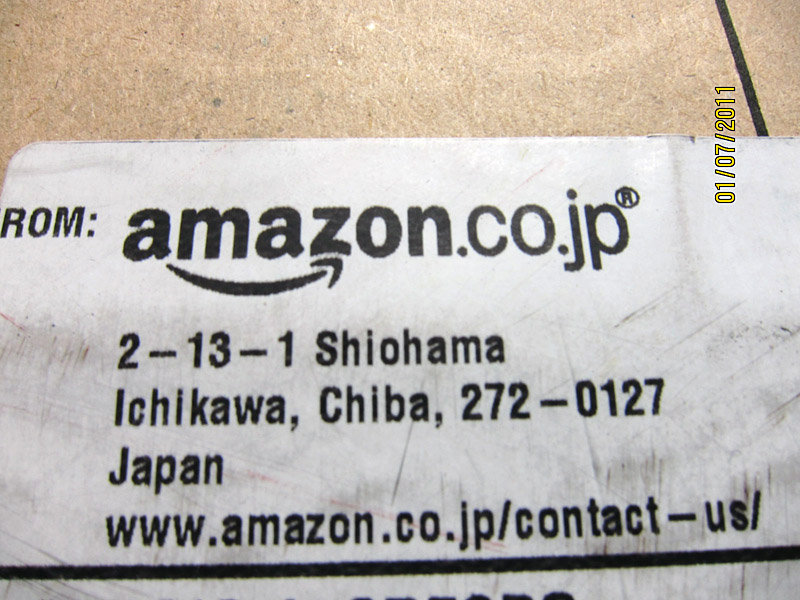 01/07/2011
ROM: amazon.co.jp®
2-13-1 Shiohama
Ichikawa, Chiba, 272-0127
Japan
www.amazon.co.jp/contact-us/